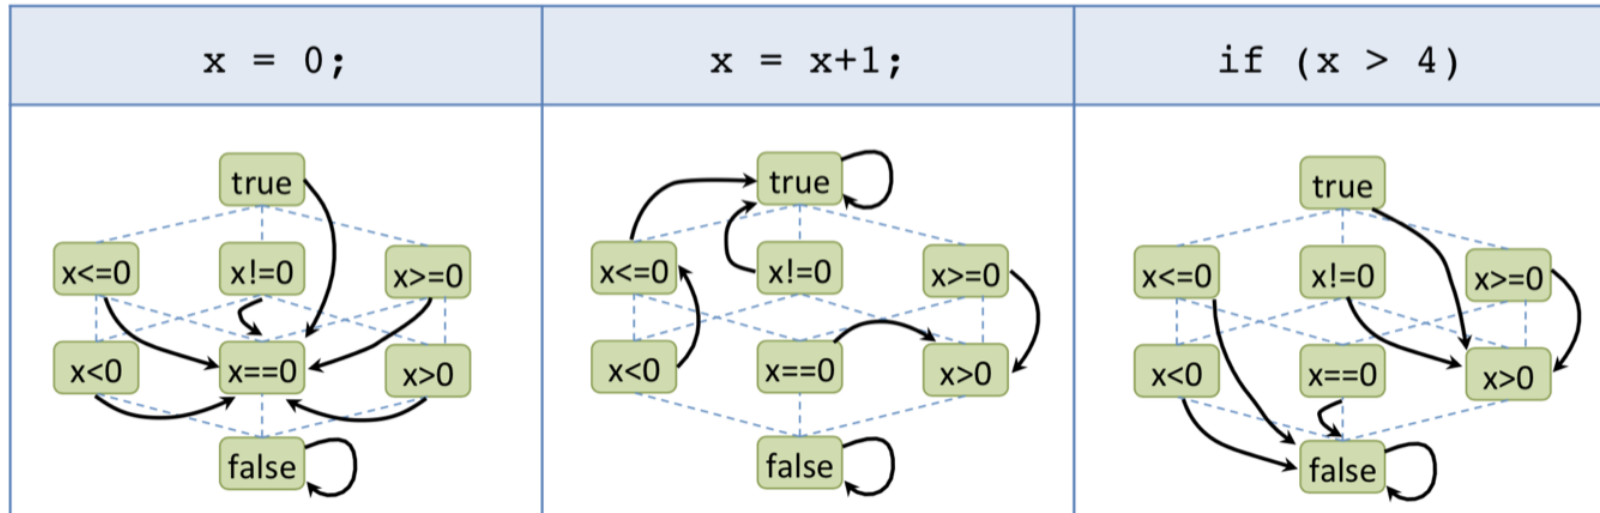 x = 0;
x = x+1;
if (x > 4)
true
x<=0 x!=0 x>=0
x<0 x==0 x>0
false
true
x<=0 x!=0 x>=0
x<0 x==0 x>0
false
true
x<=0 x!=0 x>=0
x<0 x==0 x>0
false